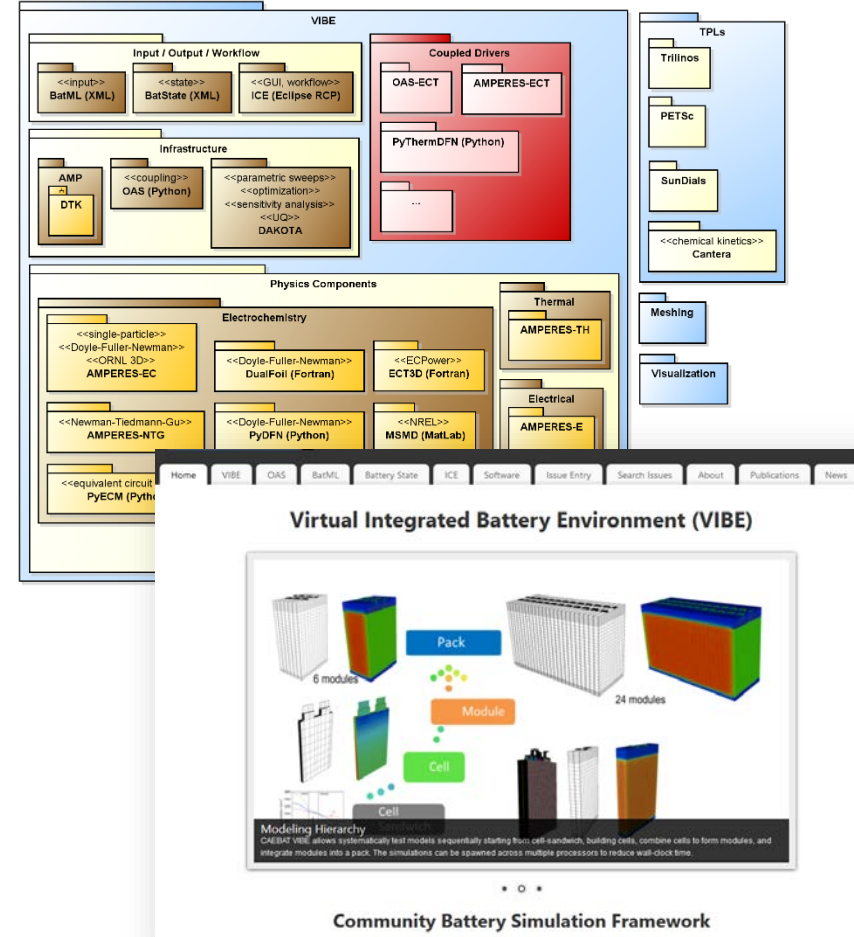 VIBE
Input / Output / Workflow
<<input>>
BatML (XML)
<<state>>
BatState (XML)
<<GUI, workflow>>
ICE (Eclipse RCP)
Coupled Drivers
OAS-ECT
AMPERES-ECT
PyThermDFN (Python)
...
Infrastructure
AMP
DTK
<<coupling>>
OAS (Python)
<<parametric sweeps>>
<<optimization>>
<<sensitivity analysis>>
<<UQ>>
DAKOTA
Physics Components
Electrochemistry
<<single-particle>>
<<Doyle-Fuller-Newman>>
<<ORNL 3D>>
AMPERES-EC
<<Doyle-Fuller-Newman>>
DualFoil (Fortran)
<<ECPower>>
ECT3D (Fortran)
<<Newman-Tiedmann-Gu>>
AMPERES-NTG
<<Doyle-Fuller-Newman>>
PyDFN (Python)
<<NREL>>
MSMD (MatLab)
<<equivalent circuit
PyECM (Pytho
Thermal
AMPERES-TH
Electrical
AMPERES-E
TPLs
Trilinos
PETSc
SunDials
<<chemical kinetics>>
Cantera
Meshing
Visualization
Home VIBE OAS BatML Battery State ICE Software Issue Entry Search Issues About Publications News
Virtual Integrated Battery Environment (VIBE)
Pack
6 modules
24 modules
Module
Cell
Cell
Sandwich
Modeling Hierarchy
CAEBAT VIBE allows systematically test models sequentially starting from cell-sandwich, building cells, combine cells to form modules, and
integrate modules into a pack. The simulations can be spawned across multiple processors to reduce wall-clock time.
Community Battery Simulation Framework